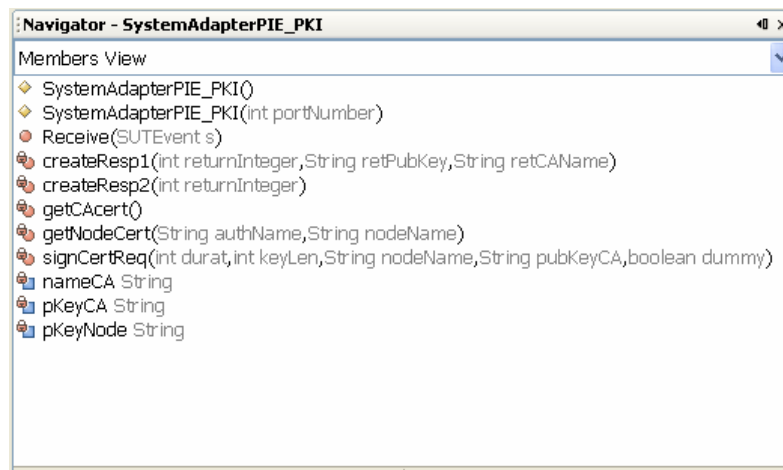 Navigator - SystemAdapterPIE_PKI
Members View
SystemAdapterPIE_PKI()
SystemAdapterPIE_PKI(int portNumber)
Receive(SUTEvent s)
createResp1(int returnInteger,String retPubKey,String retCAName)
createResp2(int returnInteger)
getCAcert()
getNodeCert(String authName,String nodeName)
signCertReq(int durat,int keyLen,String nodeName,String pubKeyCA,boolean dummy)
nameCA String
pKeyCA String
pKeyNode String